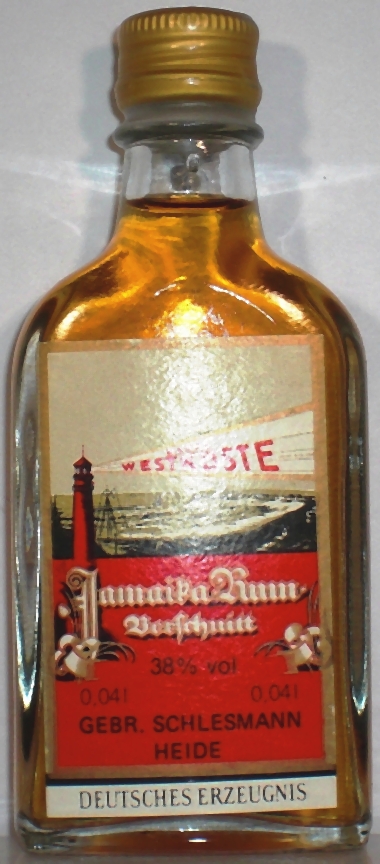 WESTKÜSTE
Jamaika Rum-
Verschnitt
38% vol
0,04l 0,04l
GEBR. SCHLESMANN
HEIDE
DEUTSCHES ERZEUGNIS